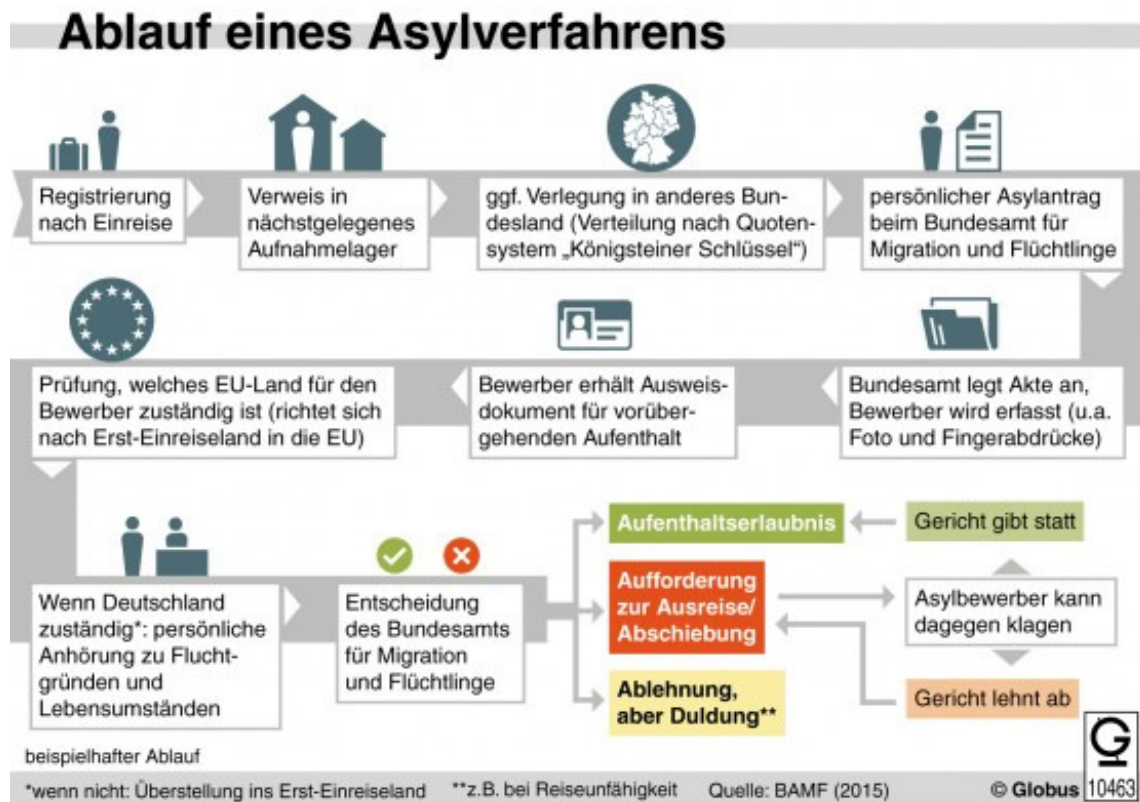 Ablauf eines Asylverfahrens
Registrierung
nach Einreise
Verweis in
nächstgelegenes
Aufnahmelager
ggf. Verlegung in anderes Bun-
desland (Verteilung nach Quoten-
system „Königsteiner Schlüssel“)
persönlicher Asylantrag
beim Bundesamt für
Migration und Flüchtlinge
Bundesamt legt Akte an,
Bewerber wird erfasst (u.a.
Foto und Fingerabdrücke)
Bewerber erhält Ausweis-
dokument für vorüber-
gehenden Aufenthalt
Prüfung, welches EU-Land für den
Bewerber zuständig ist (richtet sich
nach Erst-Einreiseland in die EU)
Wenn Deutschland
zuständig*: persönliche
Anhörung zu Flucht-
gründen und
Lebensumständen
Entscheidung
des Bundesamts
für Migration
und Flüchtlinge
Aufenthaltserlaubnis
Aufforderung
zur Ausreise/
Abschiebung
Ablehnung,
aber Duldung**
Gericht gibt statt
Asylbewerber kann
dagegen klagen
Gericht lehnt ab
beispielhafter Ablauf
*wenn nicht: Überstellung ins Erst-Einreiseland **z.B. bei Reiseunfähigkeit Quelle: BAMF (2015) © Globus
G
10463